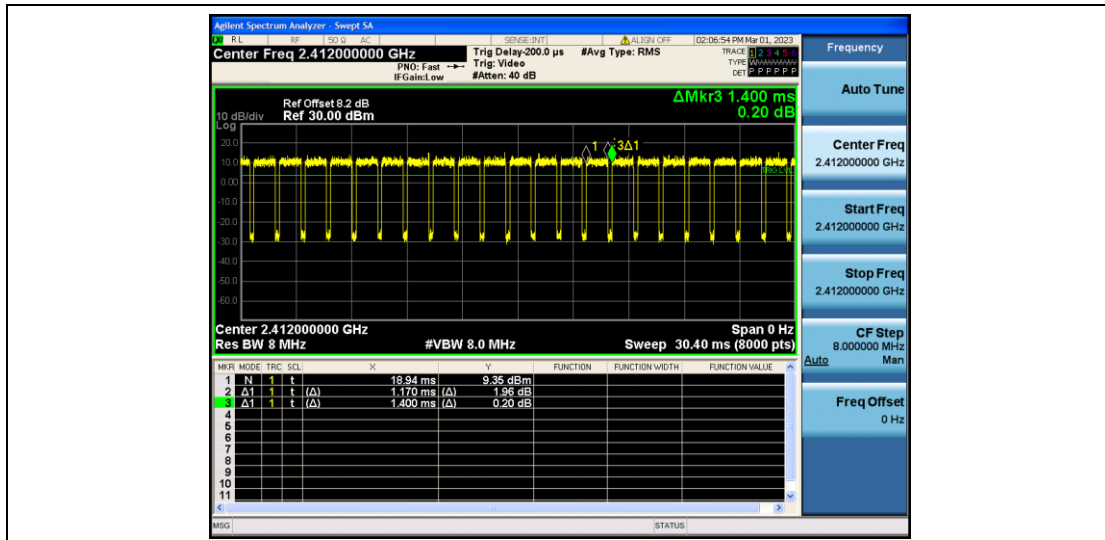 Agilent Spectrum Analyzer - Swept SA
RL RF 50 Ω AC SENSE:INT ALIGN OFF 02:06:54 PM Mar 01, 2023
Center Freq 2.412000000 GHz
PNO: Fast
IFGain:Low
Trig Delay-200.0 µs
Trig: Video
#Atten: 40 dB
#Avg Type: RMS
TRACE 1 2 3 4 5 6
TYPE WWWWWW
DET P P P P P P
ΔMkr3 1.400 ms
0.20 dB
Ref Offset 8.2 dB
10 dB/div Ref 30.00 dBm
Log
20.0
10.0
0.00
-10.0
-20.0
-30.0
-40.0
-50.0
-60.0
1
3Δ1
TRIG LVL
Center 2.412000000 GHz Span 0 Hz
Res BW 8 MHz #VBW 8.0 MHz Sweep 30.40 ms (8000 pts)
MKR MODE TRC SCL X Y FUNCTION FUNCTION WIDTH FUNCTION VALUE
1 N 1 t 18.94 ms 9.35 dBm
2 Δ1 1 t (Δ) 1.170 ms (Δ) 1.96 dB
3 Δ1 1 t (Δ) 1.400 ms (Δ) 0.20 dB
4
5
6
7
8
9
10
11
MSG STATUS
Frequency
Auto Tune
Center Freq
2.412000000 GHz
Start Freq
2.412000000 GHz
Stop Freq
2.412000000 GHz
CF Step
8.000000 MHz
Auto Man
Freq Offset
0 Hz